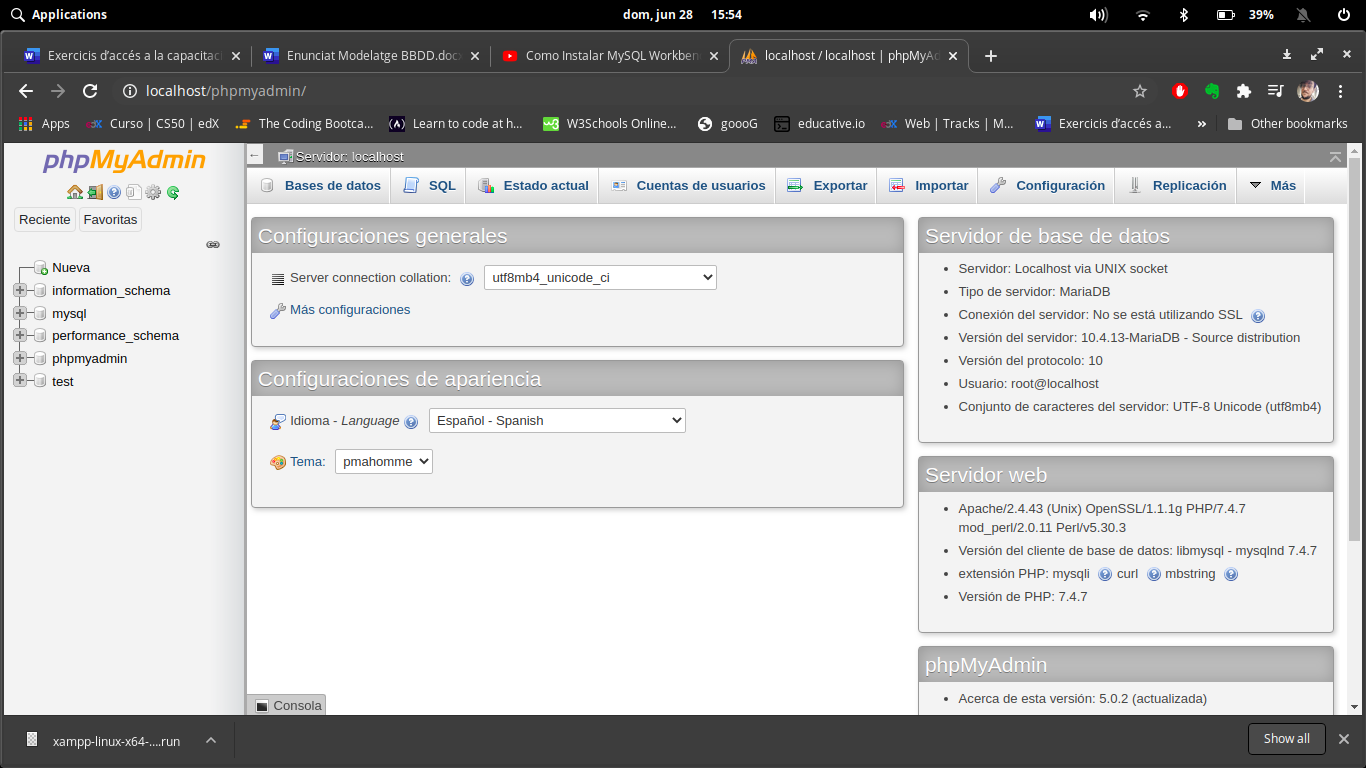 Applications
dom, jun 28 15:54
39%
Exercicis d'accés a la capacitac
Enunciat Modelatge BBDD.docx
Como Instalar MySQL Workben
localhost / localhost | phpMyAd
localhost/phpmyadmin/
Apps
Curso | CS50 | edX
The Coding Bootca...
Learn to code at h...
W3Schools Online...
goooG
educative.io
Web | Tracks | M...
Exercicis d'accés a...
»
Other bookmarks
phpMyAdmin
Reciente
Favoritas
Nueva
information_schema
mysql
performance_schema
phpmyadmin
test
Servidor: localhost
Bases de datos
SQL
Estado actual
Cuentas de usuarios
Exportar
Importar
Configuración
Replicación
Más
Configuraciones generales
Server connection collation:
utf8mb4_unicode_ci
Más configuraciones
Configuraciones de apariencia
Idioma - Language
Español - Spanish
Tema:
pmahomme
Servidor de base de datos
Servidor: Localhost via UNIX socket
Tipo de servidor: MariaDB
Conexión del servidor: No se está utilizando SSL
Versión del servidor: 10.4.13-MariaDB - Source distribution
Versión del protocolo: 10
Usuario: root@localhost
Conjunto de caracteres del servidor: UTF-8 Unicode (utf8mb4)
Servidor web
Apache/2.4.43 (Unix) OpenSSL/1.1.1g PHP/7.4.7
mod_perl/2.0.11 Perl/v5.30.3
Versión del cliente de base de datos: libmysql - mysqlnd 7.4.7
extensión PHP: mysqli curl mbstring
Versión de PHP: 7.4.7
phpMyAdmin
Acerca de esta versión: 5.0.2 (actualizada)
Consola
xampp-linux-x64-....run
Show all